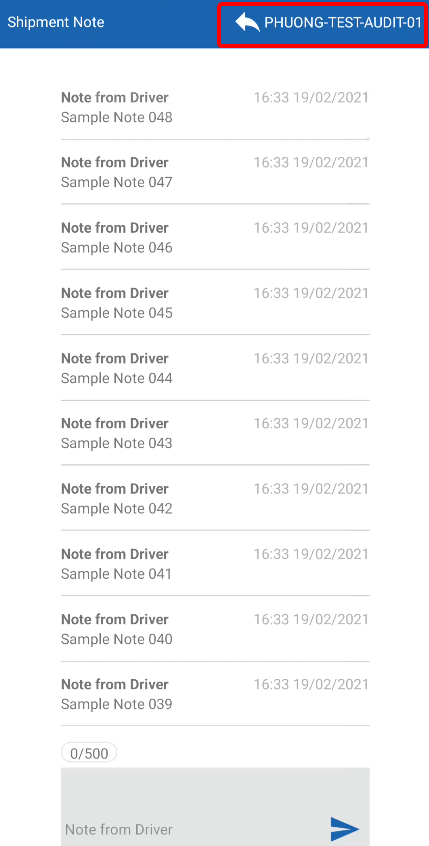 Shipment Note PHUONG-TEST-AUDIT-01
Note from Driver 16:33 19/02/2021
Sample Note 048
Note from Driver 16:33 19/02/2021
Sample Note 047
Note from Driver 16:33 19/02/2021
Sample Note 046
Note from Driver 16:33 19/02/2021
Sample Note 045
Note from Driver 16:33 19/02/2021
Sample Note 044
Note from Driver 16:33 19/02/2021
Sample Note 043
Note from Driver 16:33 19/02/2021
Sample Note 042
Note from Driver 16:33 19/02/2021
Sample Note 041
Note from Driver 16:33 19/02/2021
Sample Note 040
Note from Driver 16:33 19/02/2021
Sample Note 039
0/500
Note from Driver